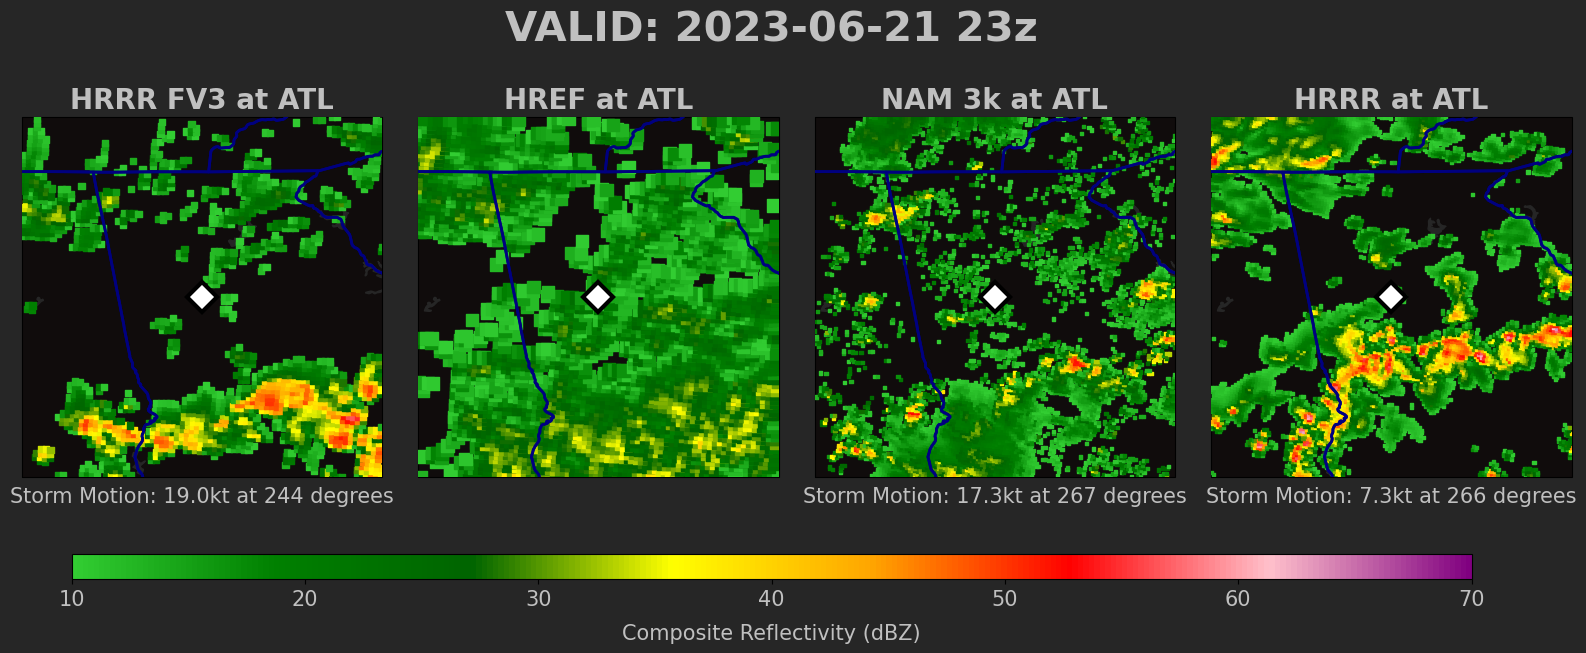 VALID: 2023-06-21 23z
HRRR FV3 at ATL
HREF at ATL
NAM 3k at ATL
HRRR at ATL
Storm Motion: 19.0kt at 244 degrees
Storm Motion: 17.3kt at 267 degrees
Storm Motion: 7.3kt at 266 degrees
10 20 30 40 50 60 70
Composite Reflectivity (dBZ)